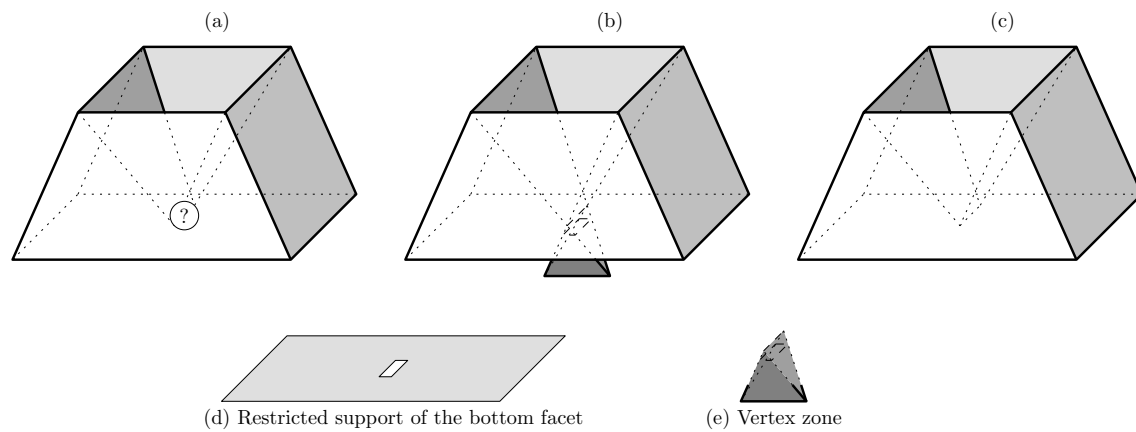 (a) (b) (c)
?
(d) Restricted support of the bottom facet (e) Vertex zone